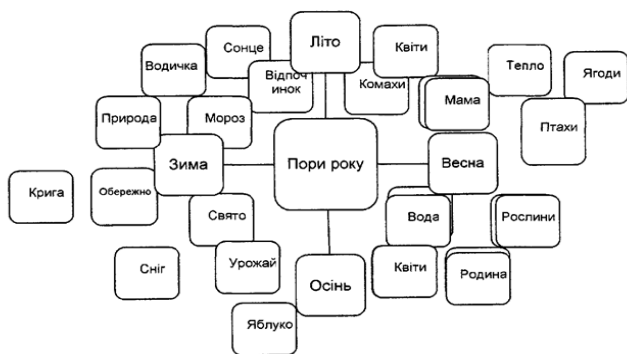 Літо
Сонце
Квіти
Водичка
Відпоч
инок
Комахи
Тепло
Ягоди
Мама
Природа
Мороз
Птахи
Зима
Пори року
Весна
Крига
Обережно
Свято
Вода
Рослини
Сніг
Урожай
Осінь
Квіти
Родина
Яблуко